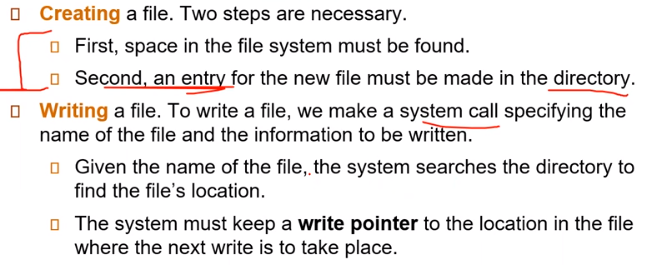 Creating a file. Two steps are necessary.
First, space in the file system must be found.
Second, an entry for the new file must be made in the directory.
Writing a file. To write a file, we make a system call specifying the
name of the file and the information to be written.
Given the name of the file, the system searches the directory to
find the file's location.
The system must keep a write pointer to the location in the file
where the next write is to take place.